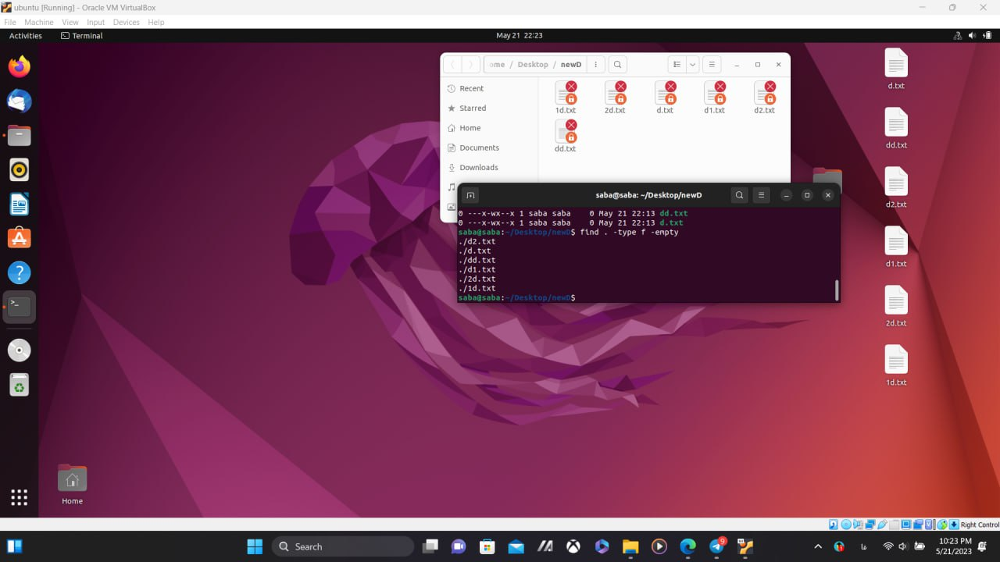 ubuntu [Running] - Oracle VM VirtualBox
File Machine View Input Devices Help
Activities Terminal May 21 22:23
ome / Desktop / newD
Recent
Starred
Home
Documents
Downloads
1d.txt 2d.txt d.txt d1.txt d2.txt
dd.txt
saba@saba: ~/Desktop/newD
0 ---x-wx--x 1 saba saba 0 May 21 22:13 dd.txt
0 ---x-wx--x 1 saba saba 0 May 21 22:13 d.txt
saba@saba:~/Desktop/newD$ find . -type f -empty
./d2.txt
./d.txt
./dd.txt
./d1.txt
./2d.txt
./1d.txt
saba@saba:~/Desktop/newD$
d.txt
dd.txt
d2.txt
d1.txt
2d.txt
1d.txt
Home
Right Control
Search
9
10:23 PM
5/21/2023